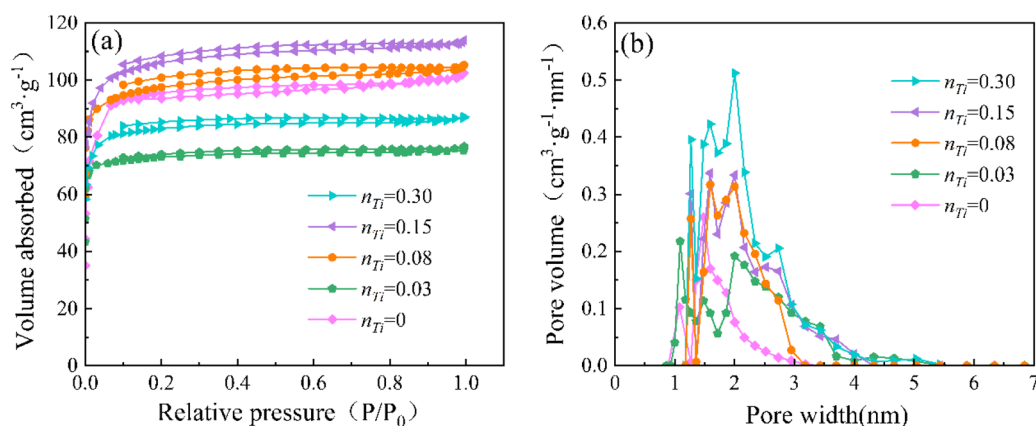 (a)
Volume absorbed (cm³·g⁻¹)
120
100
80
60
40
20
0
n_Ti=0.30
n_Ti=0.15
n_Ti=0.08
n_Ti=0.03
n_Ti=0
0.0 0.2 0.4 0.6 0.8 1.0
Relative pressure（P/P₀）
(b)
Pore volume（cm³·g⁻¹·nm⁻¹）
0.6
0.5
0.4
0.3
0.2
0.1
0.0
n_Ti=0.30
n_Ti=0.15
n_Ti=0.08
n_Ti=0.03
n_Ti=0
0 1 2 3 4 5 6 7
Pore width(nm)